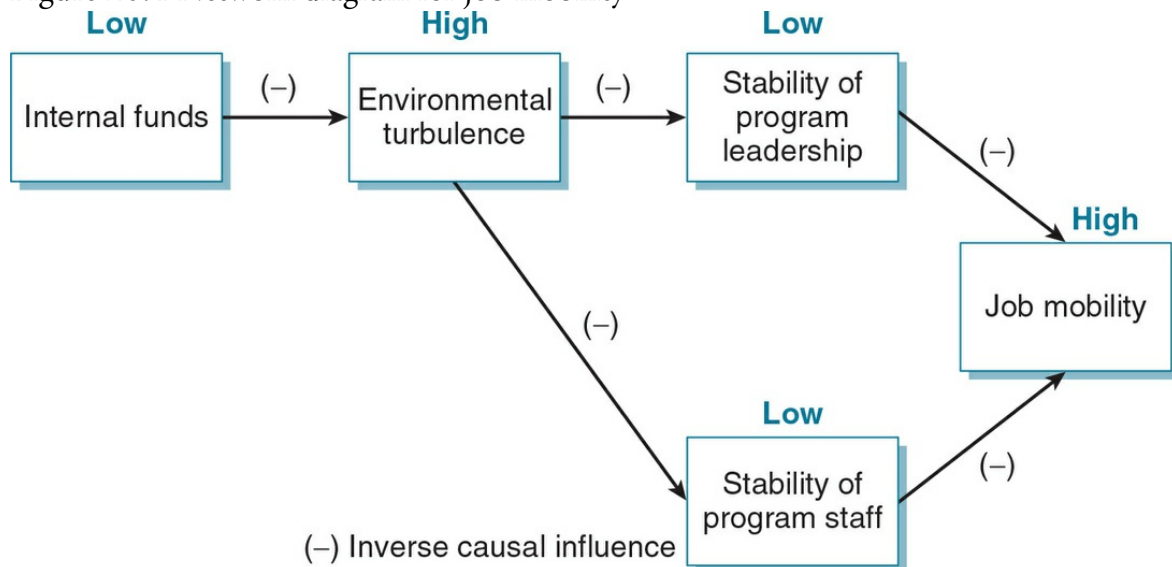 Low
High
Low
Internal funds
(–)
Environmental
turbulence
(–)
Stability of
program
leadership
(–)
High
Job mobility
(–)
Low
Stability of
program staff
(–)
(–) Inverse causal influence